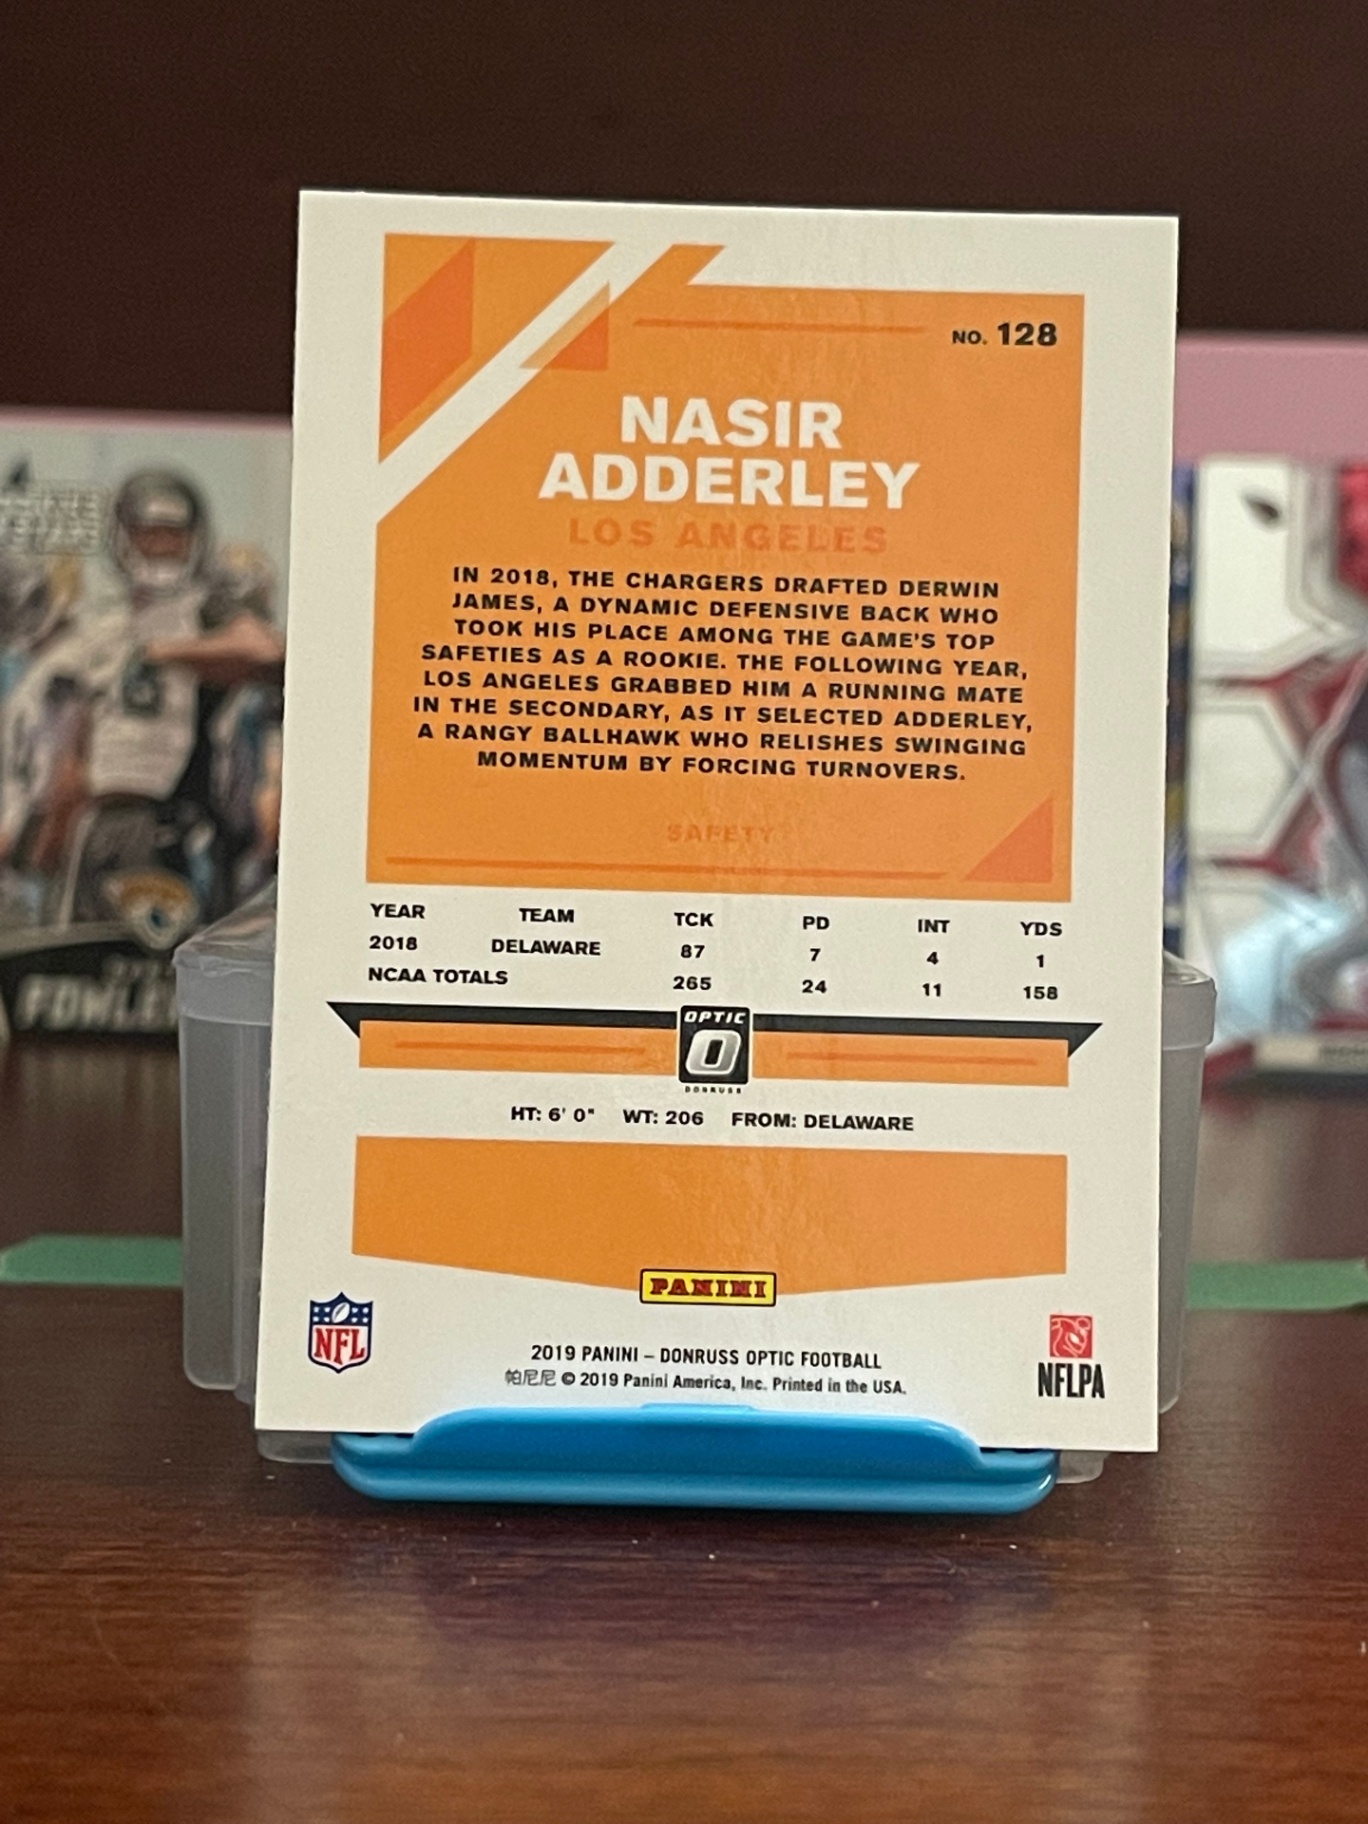 NO. 128
NASIR
ADDERLEY
LOS ANGELES
IN 2018, THE CHARGERS DRAFTED DERWIN
JAMES, A DYNAMIC DEFENSIVE BACK WHO
TOOK HIS PLACE AMONG THE GAME'S TOP
SAFETIES AS A ROOKIE. THE FOLLOWING YEAR,
LOS ANGELES GRABBED HIM A RUNNING MATE
IN THE SECONDARY, AS IT SELECTED ADDERLEY,
A RANGY BALLHAWK WHO RELISHES SWINGING
MOMENTUM BY FORCING TURNOVERS.
SAFETY
YEAR TEAM TCK PD INT YDS
2018 DELAWARE 87 7 4 1
NCAA TOTALS 265 24 11 158
OPTIC
O
DONRUSS
HT: 6' 0" WT: 206 FROM: DELAWARE
PANINI
NFL
2019 PANINI – DONRUSS OPTIC FOOTBALL
帕尼尼 © 2019 Panini America, Inc. Printed in the USA.
NFLPA